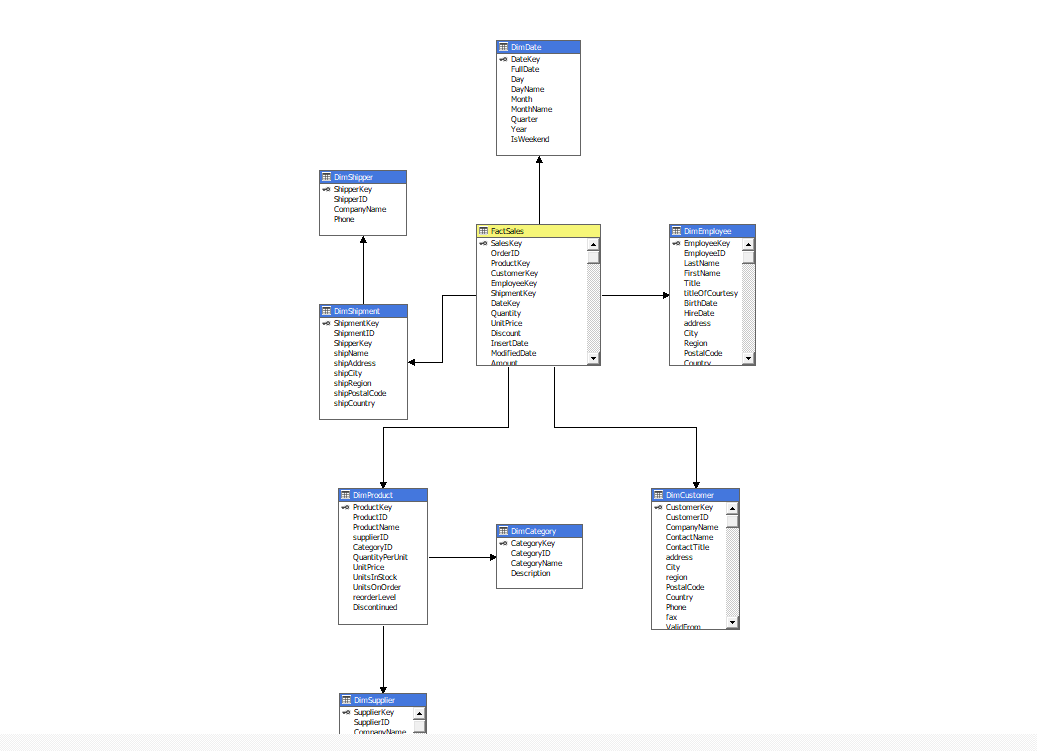 DimDate
DateKey
FullDate
Day
DayName
Month
MonthName
Quarter
Year
IsWeekend
DimShipper
ShipperKey
ShipperID
CompanyName
Phone
FactSales
SalesKey
OrderID
ProductKey
CustomerKey
EmployeeKey
ShipmentKey
DateKey
Quantity
UnitPrice
Discount
InsertDate
ModifiedDate
Amount
DimEmployee
EmployeeKey
EmployeeID
LastName
FirstName
Title
titleOfCourtesy
BirthDate
HireDate
address
City
Region
PostalCode
Country
DimShipment
ShipmentKey
ShipmentID
ShipperKey
shipName
shipAddress
shipCity
shipRegion
shipPostalCode
shipCountry
DimProduct
ProductKey
ProductID
ProductName
supplierID
CategoryID
QuantityPerUnit
UnitPrice
UnitsInStock
UnitsOnOrder
reorderLevel
Discontinued
DimCategory
CategoryKey
CategoryID
CategoryName
Description
DimCustomer
CustomerKey
CustomerID
CompanyName
ContactName
ContactTitle
address
City
region
PostalCode
Country
Phone
fax
ValidFrom
DimSupplier
SupplierKey
SupplierID
CompanyName